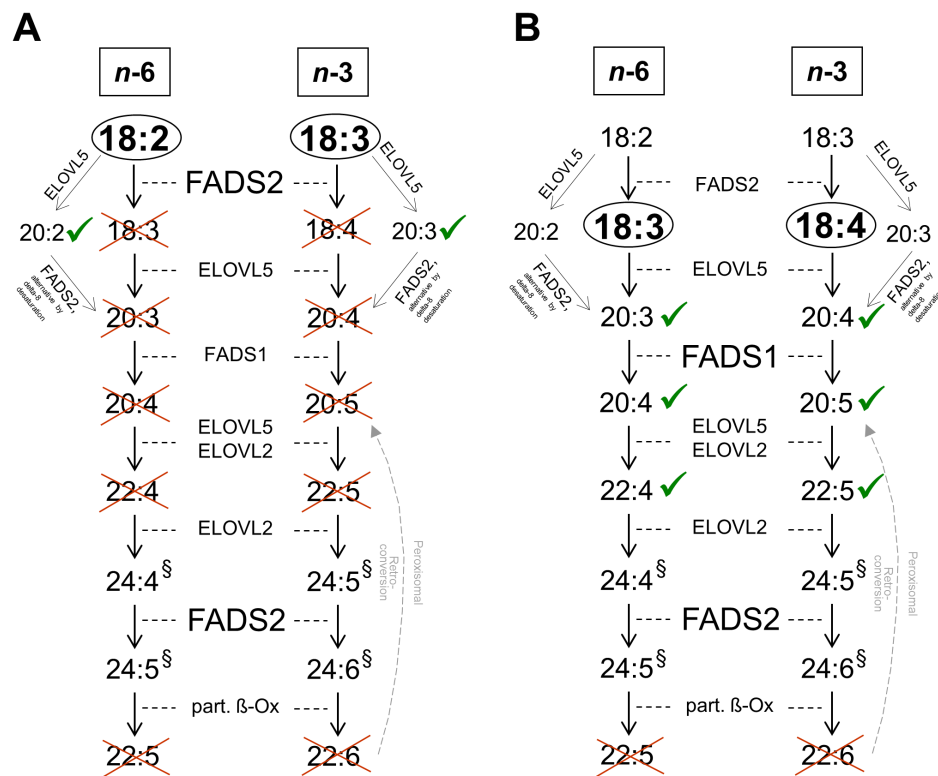 A
n-6
n-3
18:2
18:3
ELOVL5
FADS2
ELOVL5
20:2
18:3
18:4
20:3
FADS2,
alternative by
delta-8
desaturation
ELOVL5
FADS2,
alternative by
delta-8
desaturation
20:3
20:4
FADS1
20:4
20:5
ELOVL5
ELOVL2
22:4
22:5
ELOVL2
24:4§
24:5§
Peroxisomal
Retro-
conversion
FADS2
24:5§
24:6§
part. ß-Ox
22:5
22:6
B
n-6
n-3
18:2
18:3
ELOVL5
FADS2
ELOVL5
20:2
18:3
18:4
20:3
FADS2,
alternative by
delta-8
desaturation
ELOVL5
FADS2,
alternative by
delta-8
desaturation
20:3
20:4
FADS1
20:4
20:5
ELOVL5
ELOVL2
22:4
22:5
ELOVL2
24:4§
24:5§
Peroxisomal
Retro-
conversion
FADS2
24:5§
24:6§
part. ß-Ox
22:5
22:6